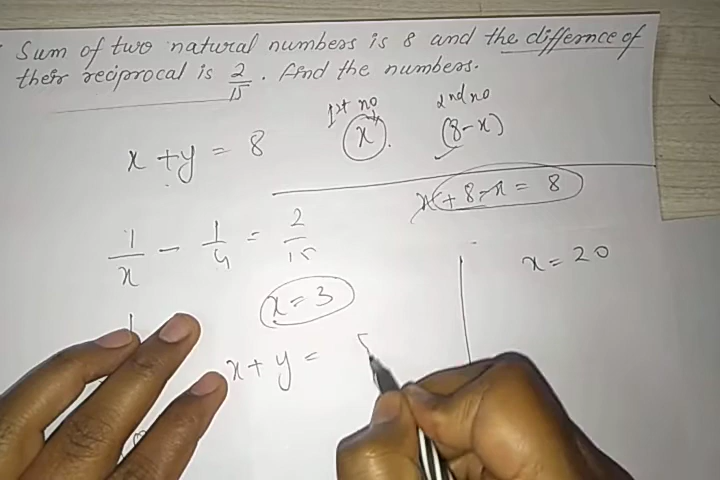 Sum of two natural numbers is 8 and the differnce of
their reciprocal is 2/15. find the numbers.
1st no 2nd no
x (8-x)
x + y = 8
x + 8 - x = 8
1/x - 1/y = 2/15
x = 20
x = 3
x + y =